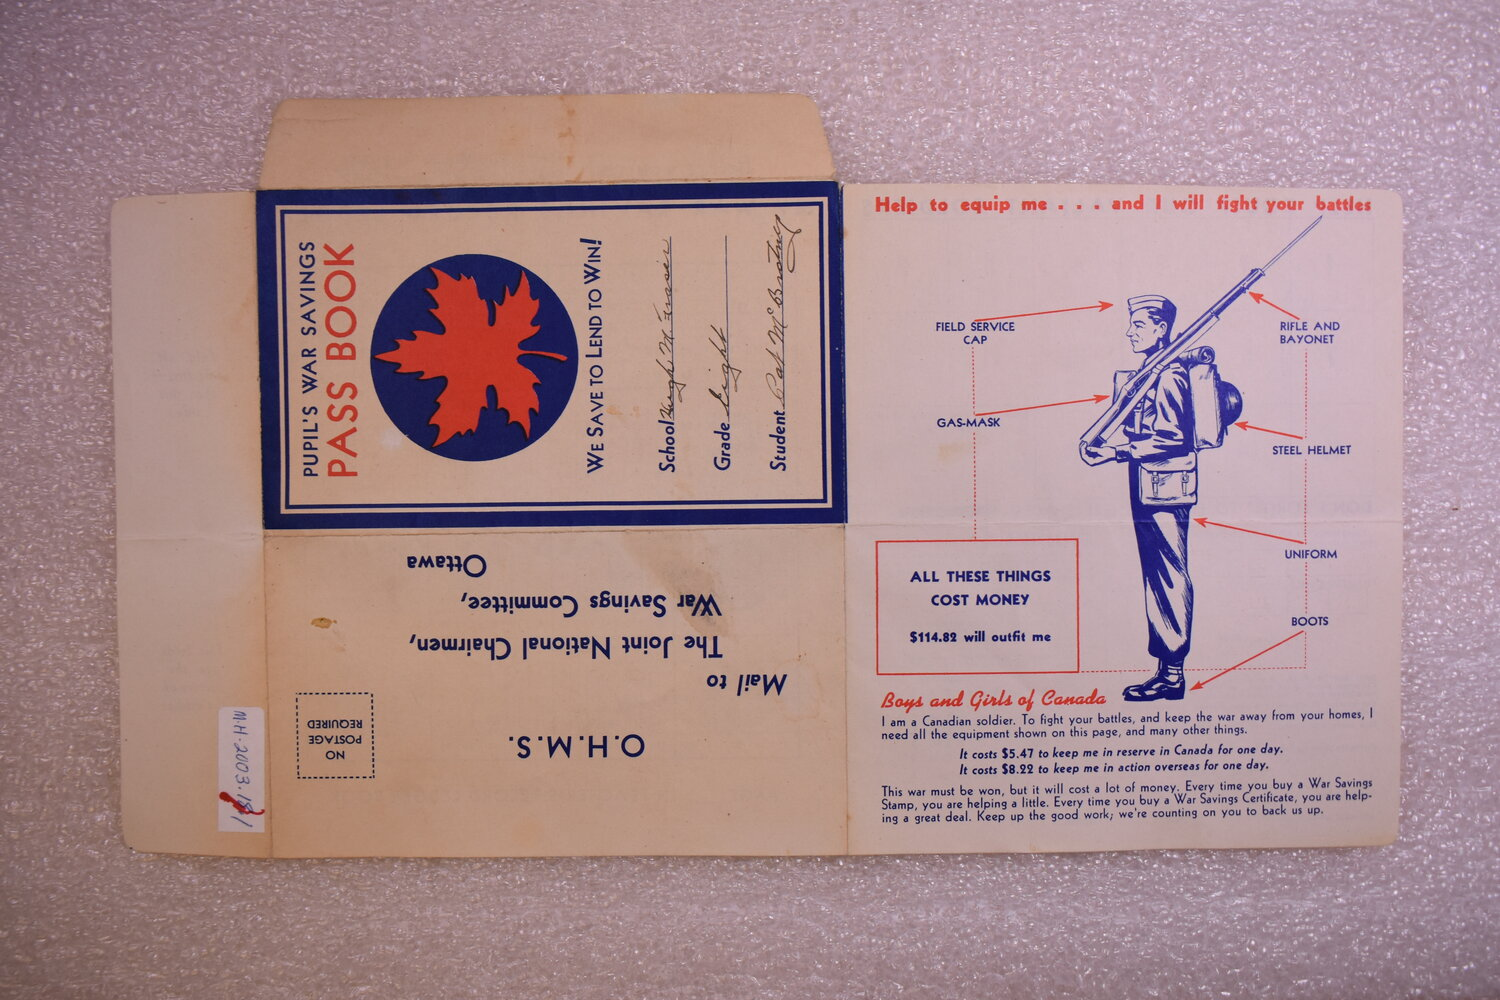 PUPIL'S WAR SAVINGS
PASS BOOK
WE SAVE TO LEND TO WIN!
School Hugh M. Frasier
Grade Eight
Student Pat
O.H.M.S.
NO
POSTAGE
REQUIRED
Mail to
The Joint National Chairmen,
War Savings Committee,
Ottawa
Help to equip me . . . and I will fight your battles
FIELD SERVICE
CAP
GAS-MASK
RIFLE AND
BAYONET
STEEL HELMET
UNIFORM
BOOTS
ALL THESE THINGS
COST MONEY
$114.82 will outfit me
Boys and Girls of Canada
I am a Canadian soldier. To fight your battles, and keep the war away from your homes, I
need all the equipment shown on this page, and many other things.
It costs $5.47 to keep me in reserve in Canada for one day.
It costs $8.22 to keep me in action overseas for one day.
This war must be won, but it will cost a lot of money. Every time you buy a War Savings
Stamp, you are helping a little. Every time you buy a War Savings Certificate, you are help-
ing a great deal. Keep up the good work; we're counting on you to back us up.